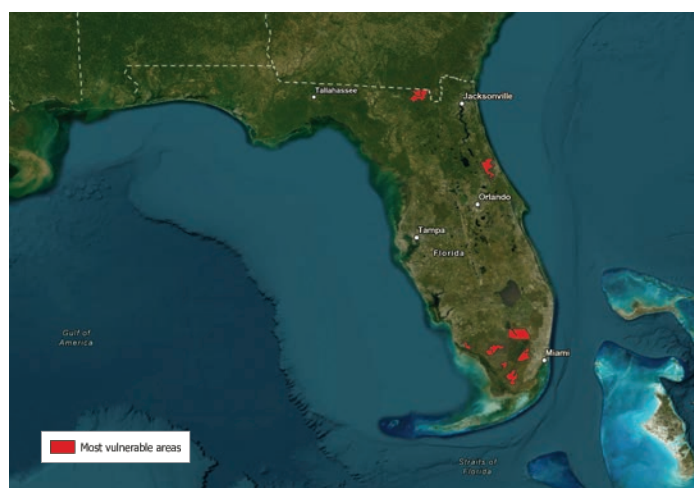 Tallahassee
Jacksonville
Orlando
Tampa
Florida
Gulf of
America
Miami
Most vulnerable areas
Straits of
Florida